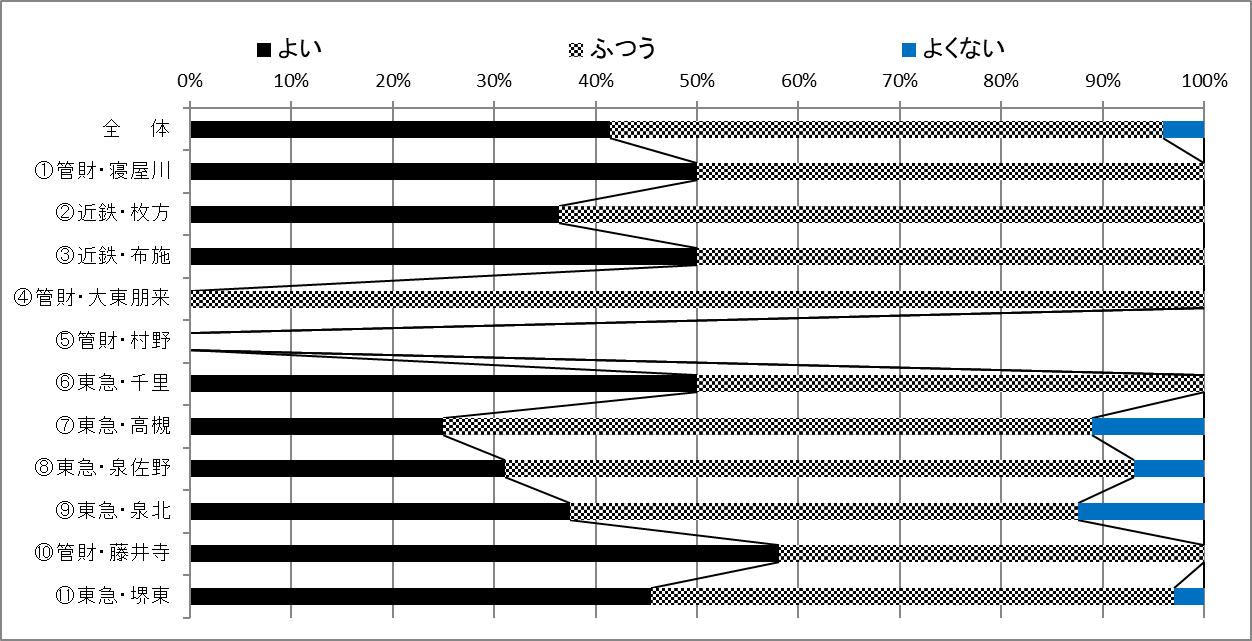 よい ふつう よくない
0% 10% 20% 30% 40% 50% 60% 70% 80% 90% 100%
全 体
①管財・寝屋川
②近鉄・枚方
③近鉄・布施
④管財・大東朋来
⑤管財・村野
⑥東急・千里
⑦東急・高槻
⑧東急・泉佐野
⑨東急・泉北
⑩管財・藤井寺
⑪東急・堺東